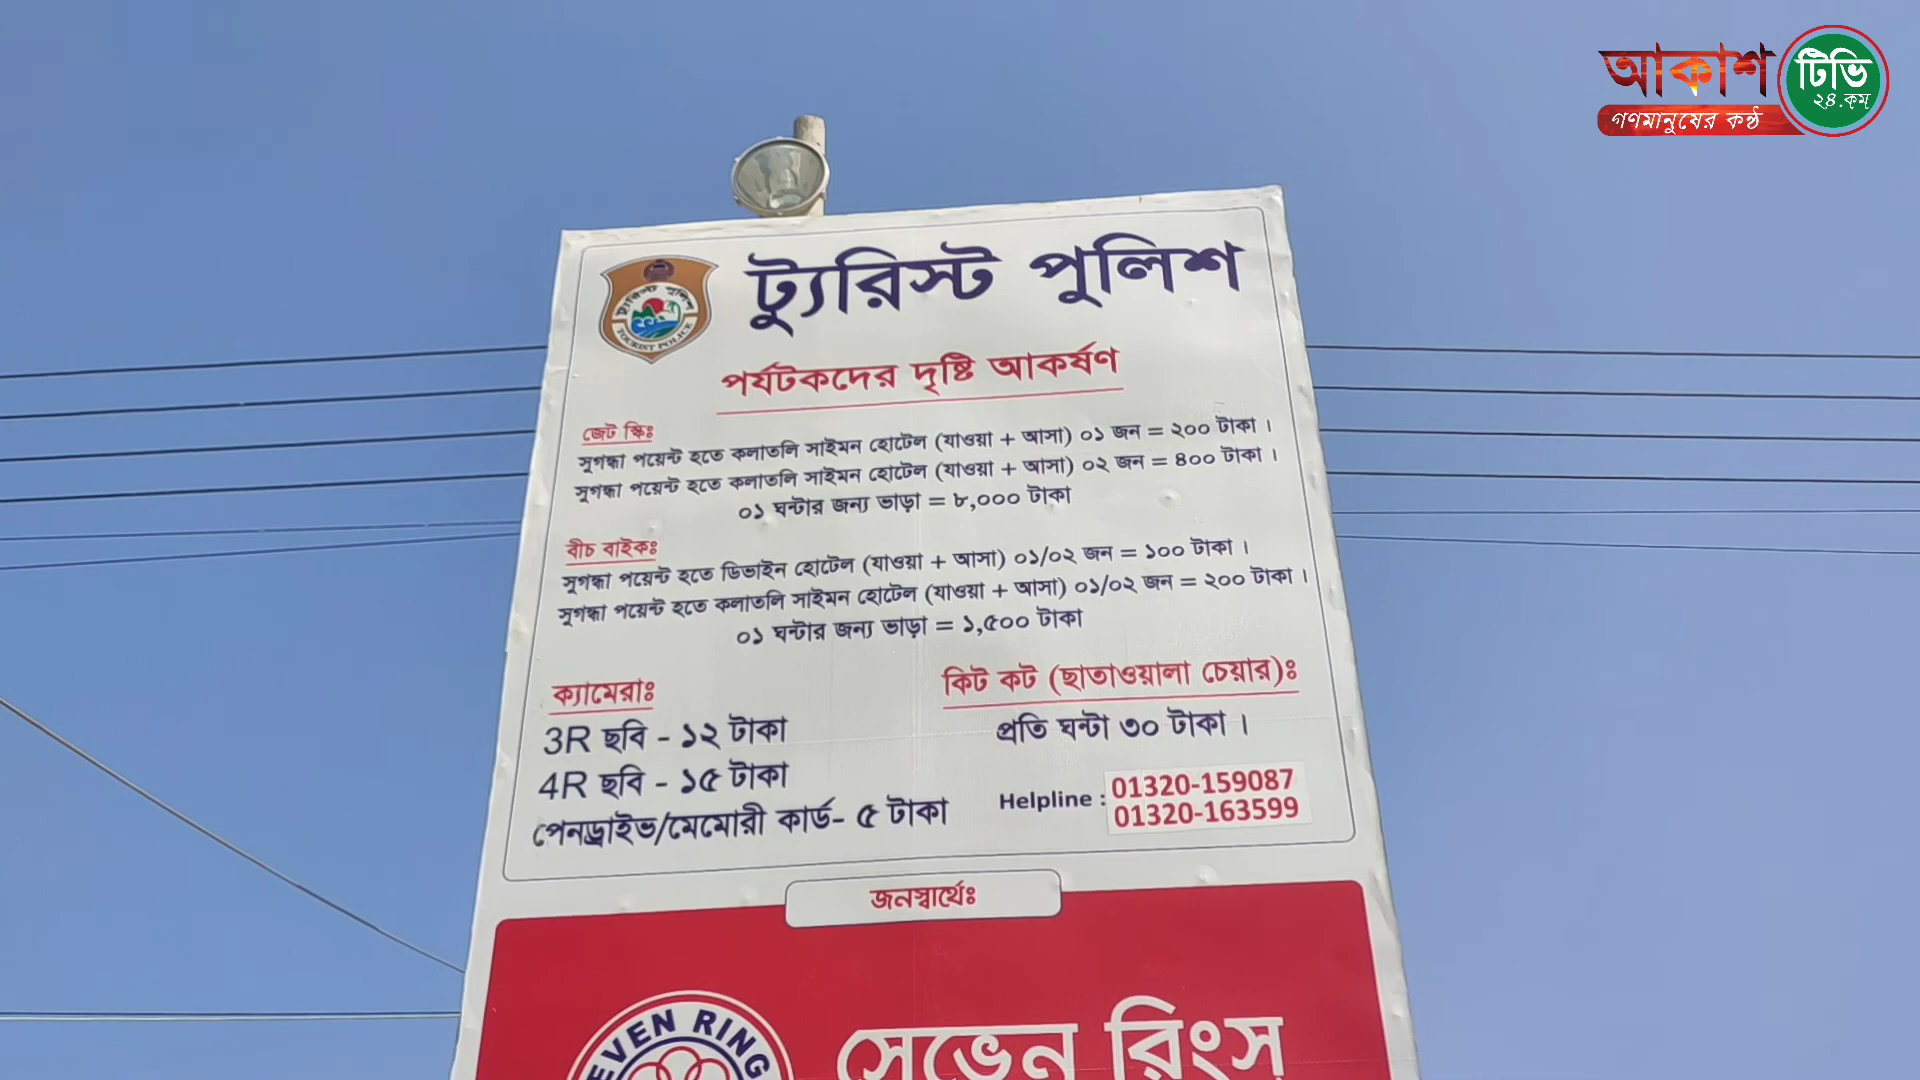 আকাশ টিভি
২৪.কম
গণমানুষের কন্ঠ
ট্যুরিস্ট পুলিশ
ট্যুরিস্ট পুলিশ
TOURIST POLICE
পর্যটকদের দৃষ্টি আকর্ষণ
জেট স্কিঃ
সুগন্ধা পয়েন্ট হতে কলাতলি সাইমন হোটেল (যাওয়া + আসা) ০১ জন = ২০০ টাকা ।
সুগন্ধা পয়েন্ট হতে কলাতলি সাইমন হোটেল (যাওয়া + আসা) ০২ জন = ৪০০ টাকা ।
০১ ঘন্টার জন্য ভাড়া = ৮,০০০ টাকা
বীচ বাইকঃ
সুগন্ধা পয়েন্ট হতে ডিভাইন হোটেল (যাওয়া + আসা) ০১/০২ জন = ১০০ টাকা ।
সুগন্ধা পয়েন্ট হতে কলাতলি সাইমন হোটেল (যাওয়া + আসা) ০১/০২ জন = ২০০ টাকা ।
০১ ঘন্টার জন্য ভাড়া = ১,৫০০ টাকা
ক্যামেরাঃ
3R ছবি - ১২ টাকা
4R ছবি - ১৫ টাকা
পেনড্রাইভ/মেমোরী কার্ড- ৫ টাকা
কিট কট (ছাতাওয়ালা চেয়ার)ঃ
প্রতি ঘন্টা ৩০ টাকা ।
Helpline : 01320-159087
01320-163599
জনস্বার্থেঃ
EVEN RING
সেভেন রিংস